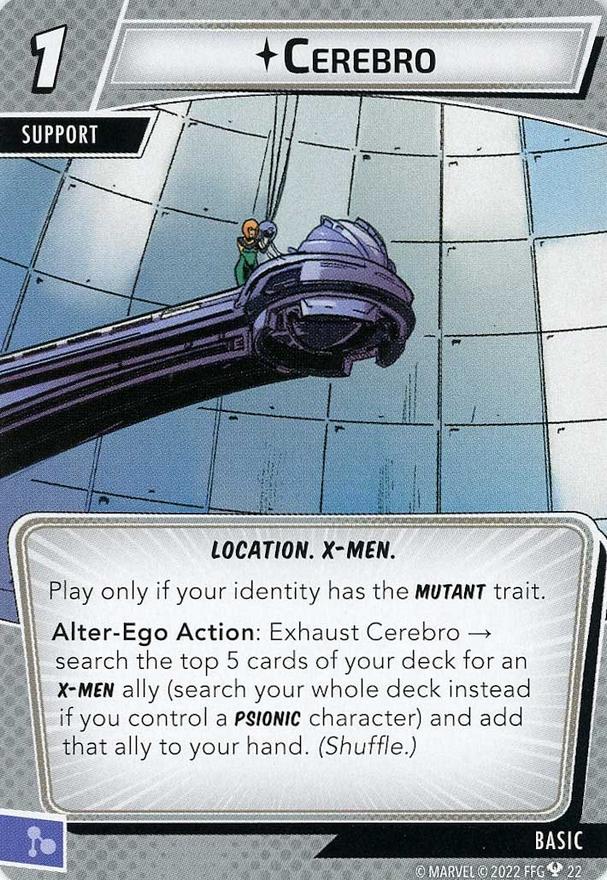 1
CEREBRO
SUPPORT
LOCATION. X-MEN.
Play only if your identity has the MUTANT trait.
Alter-Ego Action: Exhaust Cerebro →
search the top 5 cards of your deck for an
X-MEN ally (search your whole deck instead
if you control a PSIONIC character) and add
that ally to your hand. (Shuffle.)
BASIC
© MARVEL © 2022 FFG 22